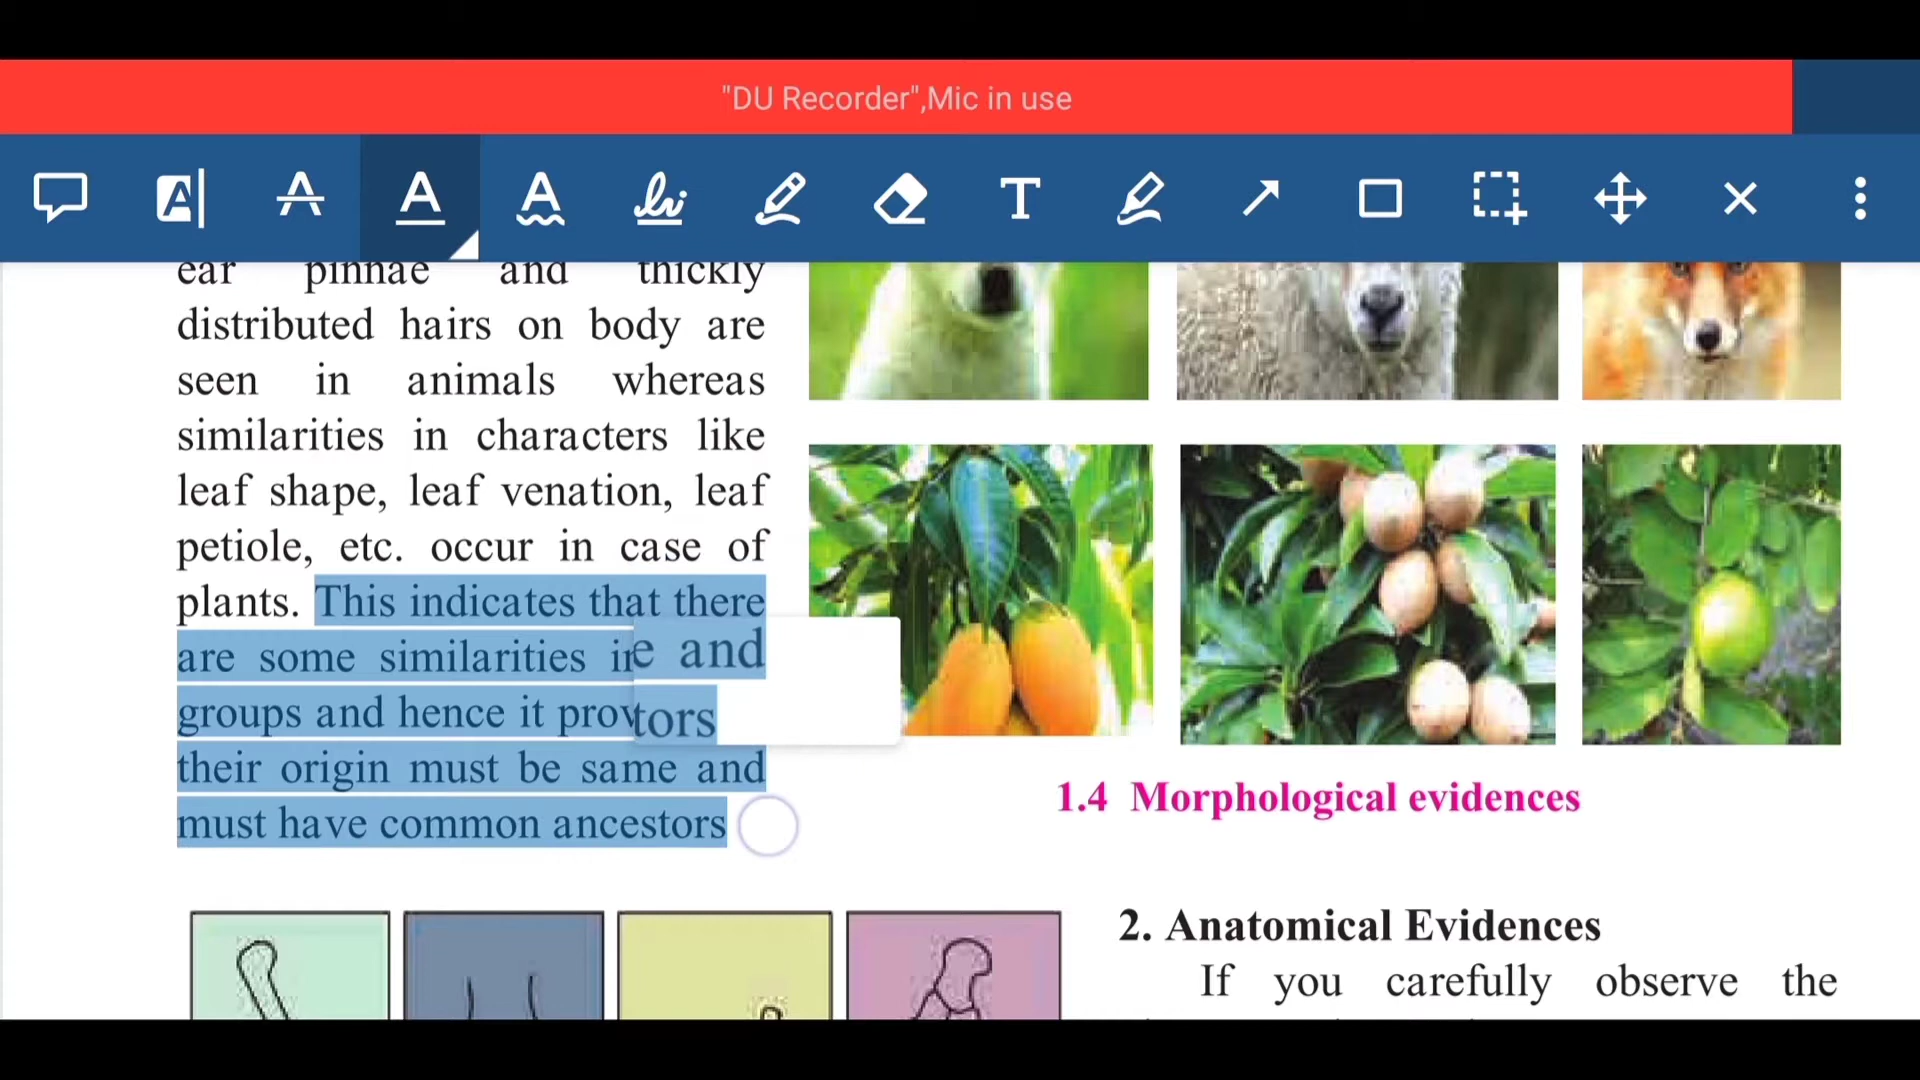 "DU Recorder",Mic in use
ear pinnae and thickly
distributed hairs on body are
seen in animals whereas
similarities in characters like
leaf shape, leaf venation, leaf
petiole, etc. occur in case of
plants. This indicates that there
are some similarities
e and
groups and hence it
tors
their origin must be same and
must have common ancestors
1.4 Morphological evidences
2. Anatomical Evidences
If you carefully observe the